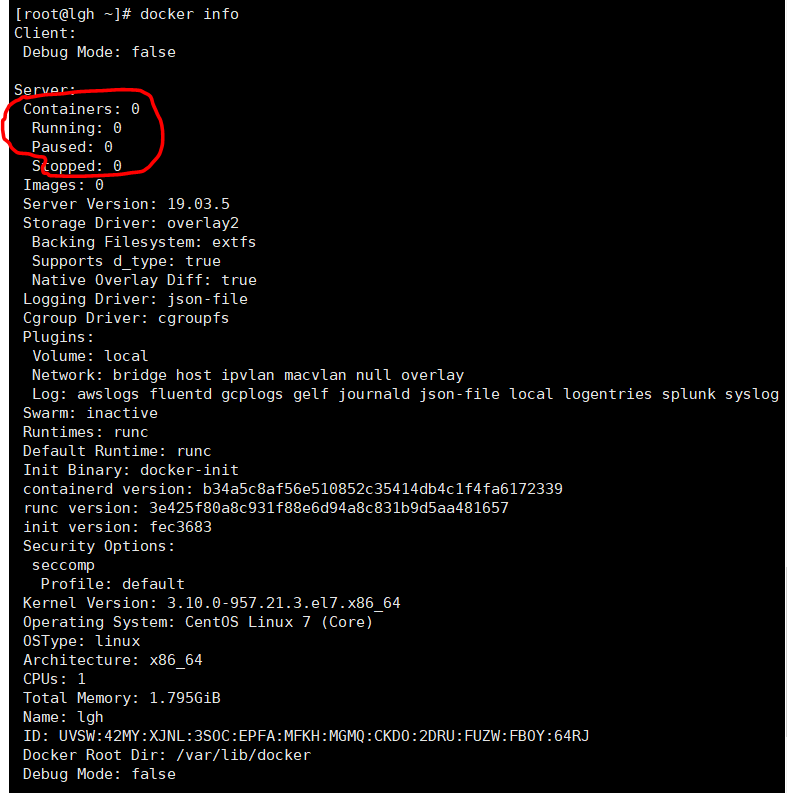 [root@lgh ~]# docker info
Client:
 Debug Mode: false

Server:
 Containers: 0
  Running: 0
  Paused: 0
  Stopped: 0
 Images: 0
 Server Version: 19.03.5
 Storage Driver: overlay2
  Backing Filesystem: extfs
  Supports d_type: true
  Native Overlay Diff: true
 Logging Driver: json-file
 Cgroup Driver: cgroupfs
 Plugins:
  Volume: local
  Network: bridge host ipvlan macvlan null overlay
  Log: awslogs fluentd gcplogs gelf journald json-file local logentries splunk syslog
 Swarm: inactive
 Runtimes: runc
 Default Runtime: runc
 Init Binary: docker-init
 containerd version: b34a5c8af56e510852c35414db4c1f4fa6172339
 runc version: 3e425f80a8c931f88e6d94a8c831b9d5aa481657
 init version: fec3683
 Security Options:
  seccomp
   Profile: default
 Kernel Version: 3.10.0-957.21.3.el7.x86_64
 Operating System: CentOS Linux 7 (Core)
 OSType: linux
 Architecture: x86_64
 CPUs: 1
 Total Memory: 1.795GiB
 Name: lgh
 ID: UVSW:42MY:XJNL:3SOC:EPFA:MFKH:MGMQ:CKDO:2DRU:FUZW:FBOY:64RJ
 Docker Root Dir: /var/lib/docker
 Debug Mode: false